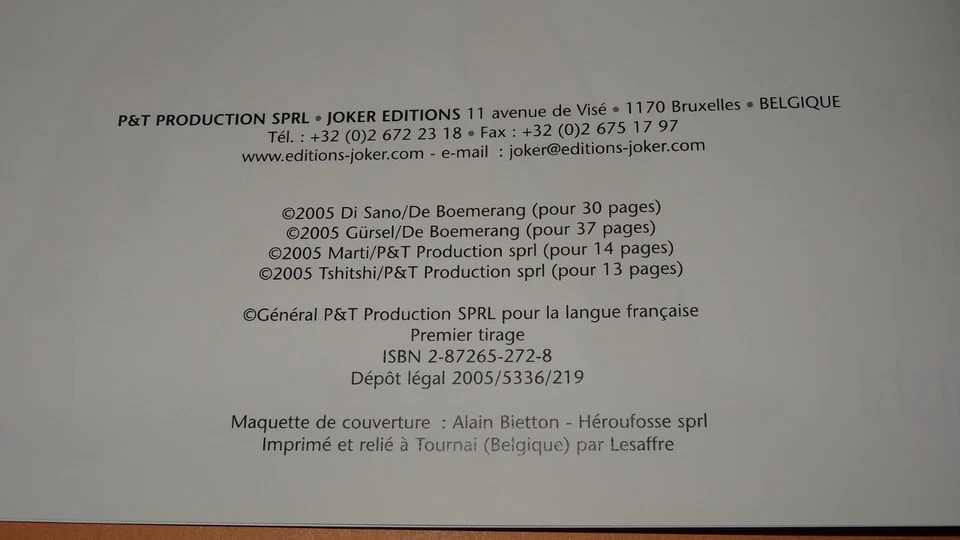 P&T PRODUCTION SPRL • JOKER EDITIONS 11 avenue de Visé • 1170 Bruxelles • BELGIQUE
Tél. : +32 (0)2 672 23 18 • Fax : +32 (0)2 675 17 97
www.editions-joker.com - e-mail : joker@editions-joker.com
©2005 Di Sano/De Boemerang (pour 30 pages)
©2005 Gürsel/De Boemerang (pour 37 pages)
©2005 Marti/P&T Production sprl (pour 14 pages)
©2005 Tshitshi/P&T Production sprl (pour 13 pages)
©Général P&T Production SPRL pour la langue française
Premier tirage
ISBN 2-87265-272-8
Dépôt légal 2005/5336/219
Maquette de couverture : Alain Bietton - Héroufosse sprl
Imprimé et relié à Tournai (Belgique) par Lesaffre